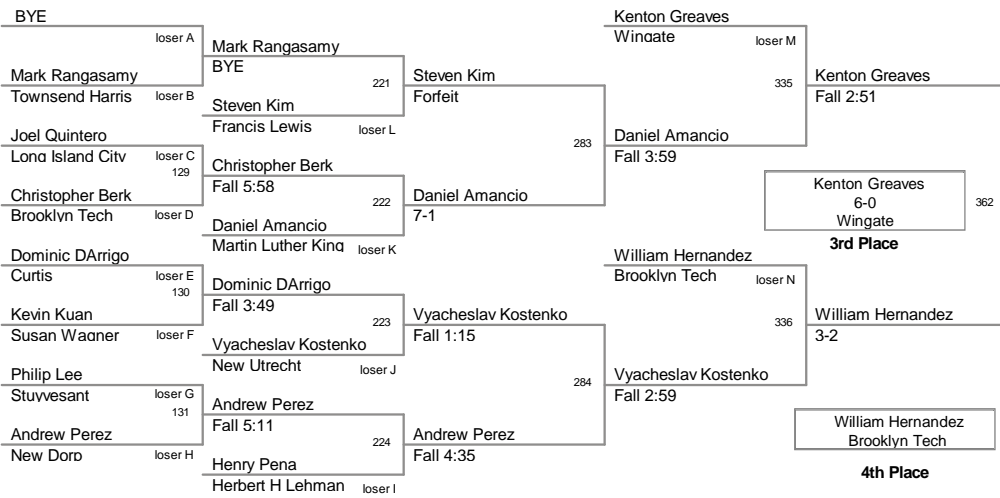 BYE
loser A
Mark Rangasamy
Townsend Harris loser B
Joel Quintero
Long Island City loser C
129
Christopher Berk
Brooklyn Tech loser D
Dominic DArrigo
Curtis loser E
130
Kevin Kuan
Susan Wagner loser F
Philip Lee
Stuyvesant loser G
131
Andrew Perez
New Dorp loser H
Mark Rangasamy
BYE
221
Steven Kim
Francis Lewis loser L
Christopher Berk
Fall 5:58
222
Daniel Amancio
Martin Luther King loser K
Dominic DArrigo
Fall 3:49
223
Vyacheslav Kostenko
New Utrecht loser J
Andrew Perez
Fall 5:11
224
Henry Pena
Herbert H Lehman loser I
Steven Kim
Forfeit
283
Daniel Amancio
7-1
Vyacheslav Kostenko
Fall 1:15
284
Andrew Perez
Fall 4:35
Kenton Greaves
Wingate loser M
335
Daniel Amancio
Fall 3:59
William Hernandez
Brooklyn Tech loser N
336
Vyacheslav Kostenko
Fall 2:59
Kenton Greaves
Fall 2:51
Kenton Greaves
6-0
Wingate
362
3rd Place
William Hernandez
3-2
William Hernandez
Brooklyn Tech
4th Place